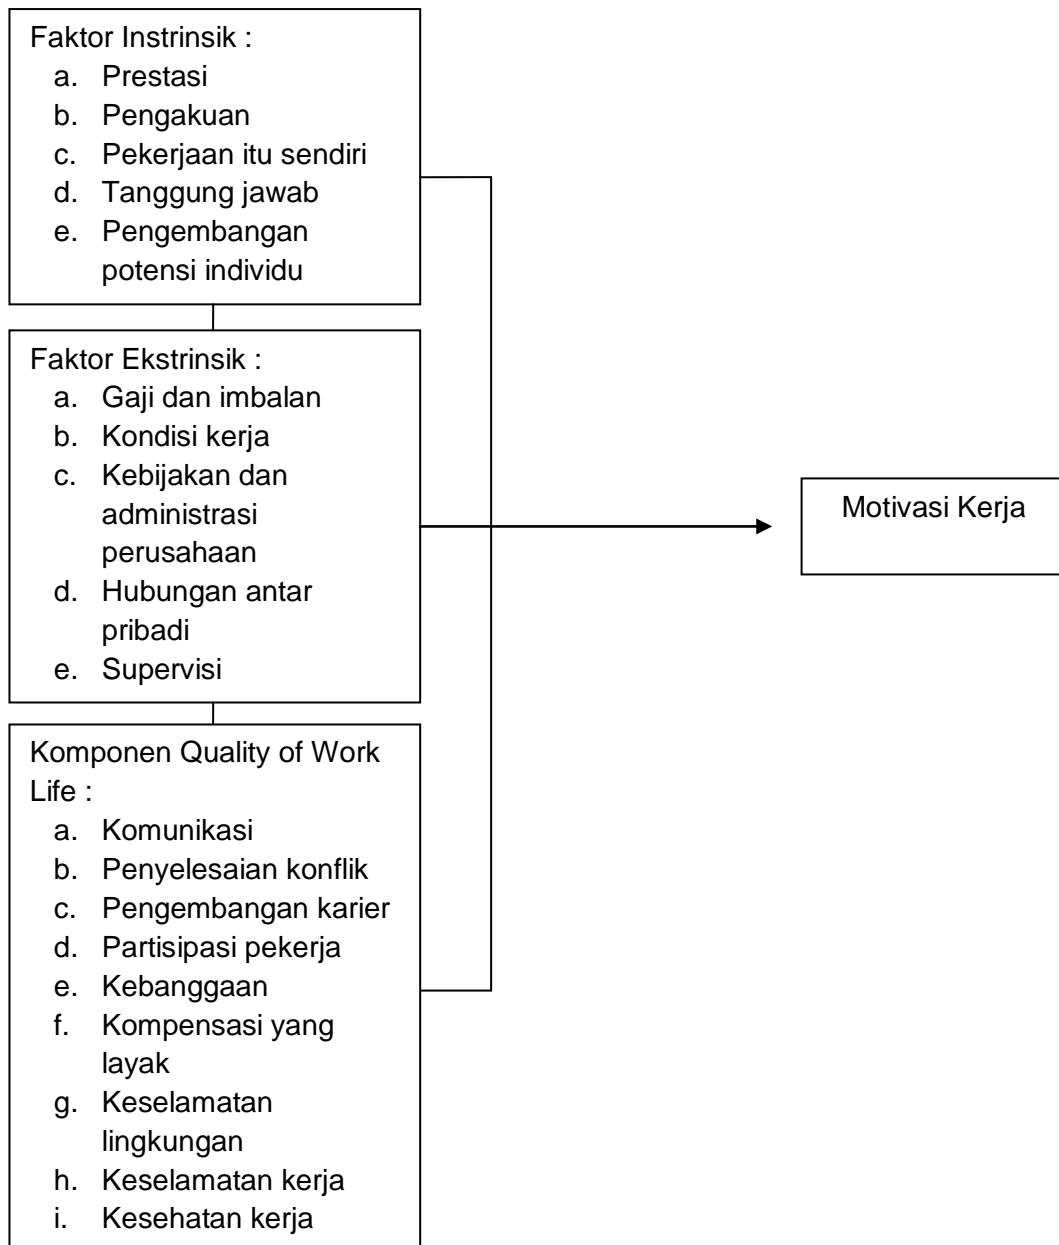 Faktor Instrinsik :
a. Prestasi
b. Pengakuan
c. Pekerjaan itu sendiri
d. Tanggung jawab
e. Pengembangan
potensi individu
Faktor Ekstrinsik :
a. Gaji dan imbalan
b. Kondisi kerja
c. Kebijakan dan
administrasi
perusahaan
d. Hubungan antar
pribadi
e. Supervisi
Motivasi Kerja
Komponen Quality of Work
Life :
a. Komunikasi
b. Penyelesaian konflik
c. Pengembangan karier
d. Partisipasi pekerja
e. Kebanggaan
f. Kompensasi yang
layak
g. Keselamatan
lingkungan
h. Keselamatan kerja
i. Kesehatan kerja